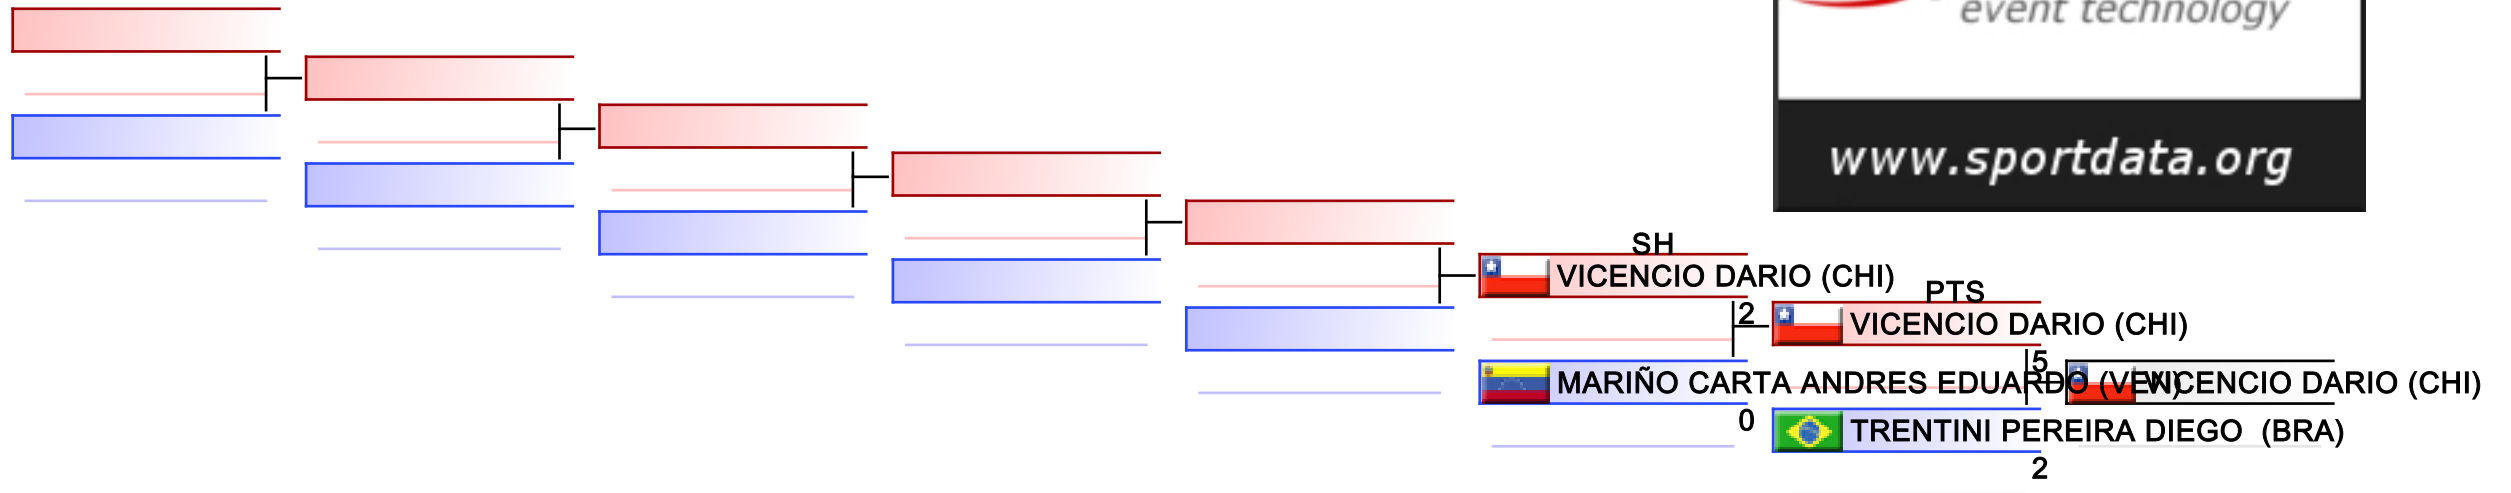 event technology
www.sportdata.org
SH
VICENCIO DARIO (CHI)
PTS
2
VICENCIO DARIO (CHI)
5
MARIÑO CARTA ANDRES EDUARDO (VEN)
VICENCIO DARIO (CHI)
0
TRENTINI PEREIRA DIEGO (BRA)
2